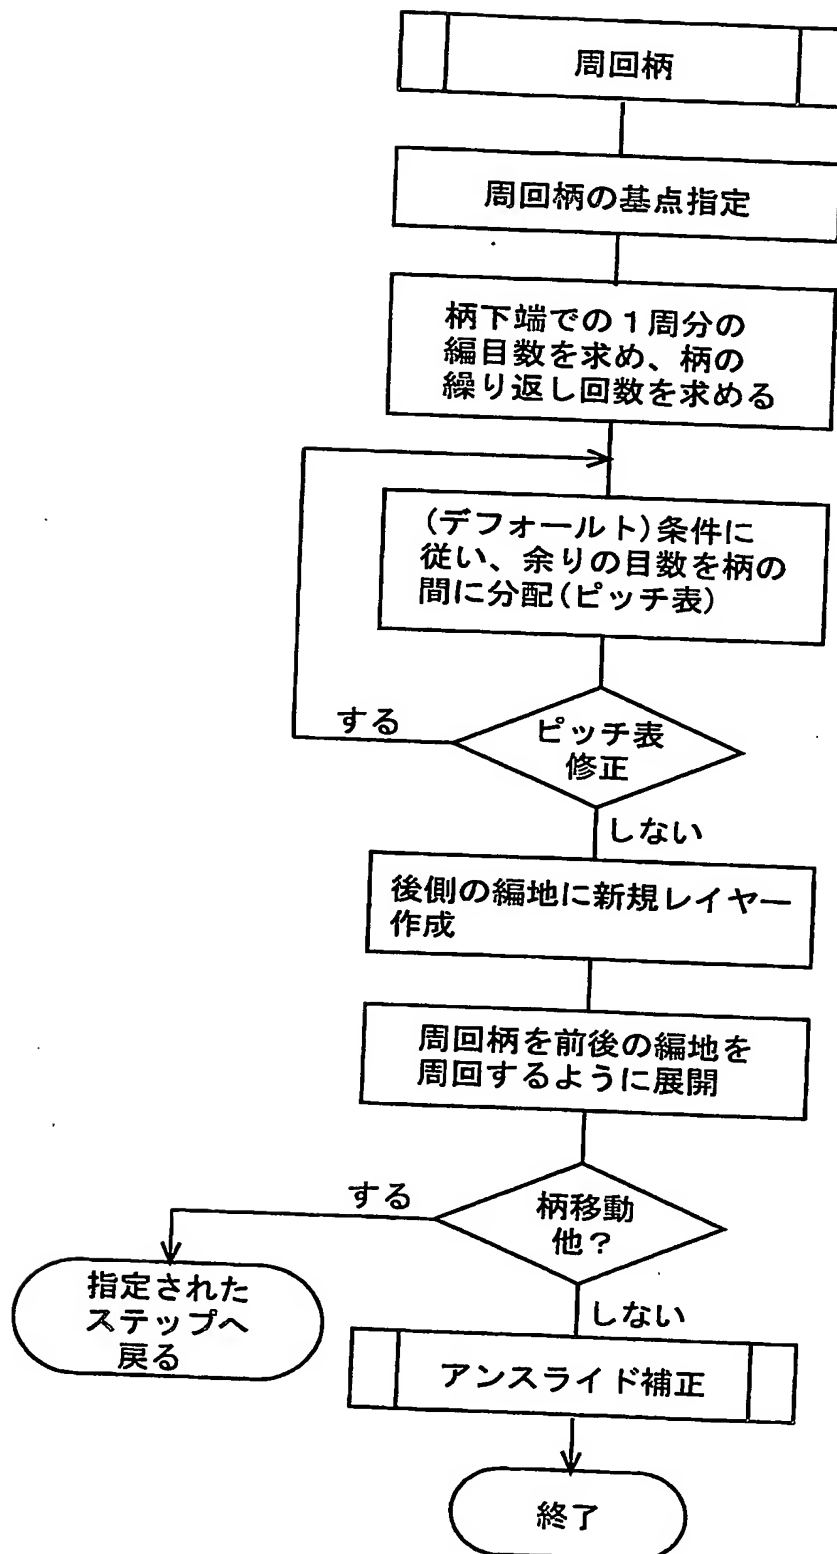 周回柄
周回柄の基点指定
柄下端での1周分の
編目数を求め、柄の
繰り返し回数を求める
(デフォールト)条件に
従い、余りの目数を柄の
間に分配(ピッチ表)
する
ピッチ表
修正
しない
後側の編地に新規レイヤー
作成
周回柄を前後の編地を
周回するように展開
する
柄移動
他?
指定された
ステップへ
戻る
しない
アンスライド補正
終了